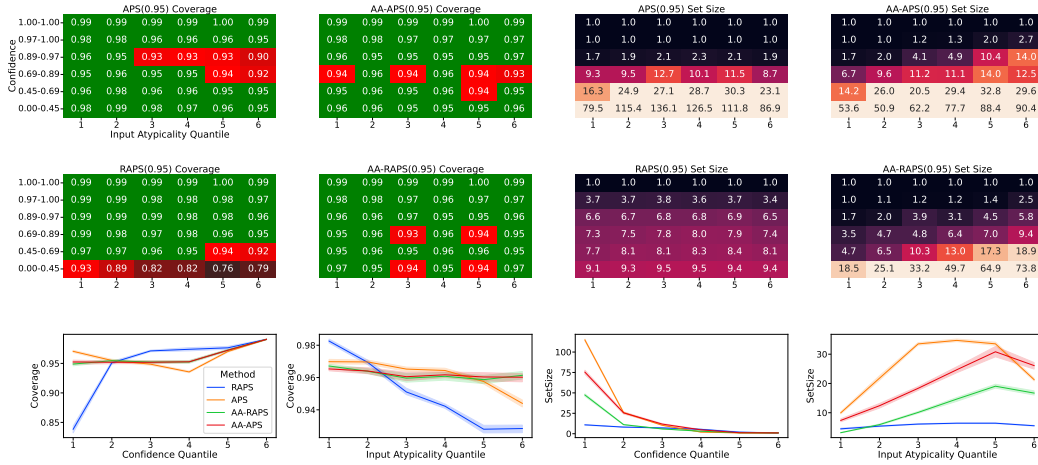 APS(0.95) Coverage
Confidence
1.00-1.00 0.99 0.99 0.99 0.99 1.00 0.99
0.97-1.00 0.98 0.98 0.96 0.96 0.96 0.95
0.89-0.97 0.96 0.95 0.93 0.93 0.93 0.90
0.69-0.89 0.95 0.96 0.95 0.95 0.94 0.92
0.45-0.69 0.96 0.96 0.96 0.96 0.95 0.95
0.00-0.45 0.98 0.99 0.98 0.97 0.96 0.95
1 2 3 4 5 6
Input Atypicality Quantile
AA-APS(0.95) Coverage
0.99 0.99 0.99 0.99 1.00 0.99
0.98 0.97 0.96 0.96 0.97 0.97
0.96 0.95 0.95 0.95 0.96 0.96
0.94 0.95 0.94 0.95 0.94 0.93
0.95 0.96 0.95 0.95 0.94 0.95
0.96 0.95 0.95 0.95 0.95 0.96
1 2 3 4 5 6
APS(0.95) Set Size
1.0 1.0 1.0 1.0 1.0 1.0
1.0 1.0 1.0 1.0 1.0 1.0
1.7 1.9 2.1 1.9 2.1 1.9
9.3 9.5 12.7 10.1 11.5 8.7
16.3 24.9 27.1 28.7 30.3 23.1
79.5 115.4 136.1 126.5 111.8 86.9
1 2 3 4 5 6
AA-APS(0.95) Set Size
1.0 1.0 1.0 1.0 1.0 1.0
1.0 1.0 1.0 1.0 2.0 2.7
1.7 1.9 4.1 4.9 10.4 14.0
6.7 9.6 11.2 11.1 14.0 12.5
14.2 26.0 20.5 29.4 32.8 29.6
53.6 50.9 62.2 77.7 88.4 90.4
1 2 3 4 5 6
RAPS(0.95) Coverage
1.00-1.00 0.99 0.99 0.99 0.99 1.00 0.99
0.97-1.00 0.99 0.99 0.98 0.98 0.98 0.98
0.89-0.97 0.99 0.99 0.98 0.98 0.98 0.96
0.69-0.89 0.99 0.98 0.98 0.97 0.96 0.95
0.45-0.69 0.97 0.97 0.96 0.95 0.94 0.92
0.00-0.45 0.93 0.89 0.82 0.82 0.76 0.79
1 2 3 4 5 6
AA-RAPS(0.95) Coverage
0.99 0.99 0.99 0.99 1.00 0.99
0.98 0.98 0.96 0.96 0.97 0.97
0.96 0.96 0.97 0.95 0.95 0.96
0.95 0.96 0.93 0.96 0.94 0.95
0.95 0.96 0.95 0.96 0.95 0.96
0.97 0.95 0.94 0.95 0.94 0.97
1 2 3 4 5 6
RAPS(0.95) Set Size
1.0 1.0 1.0 1.0 1.0 1.0
3.7 3.7 3.8 3.6 3.7 3.4
6.6 6.7 6.8 6.8 6.9 6.5
7.3 7.5 7.8 8.0 7.9 7.4
7.7 8.1 8.1 8.3 8.4 8.1
9.1 9.3 9.5 9.5 9.4 9.4
1 2 3 4 5 6
AA-RAPS(0.95) Set Size
1.0 1.0 1.0 1.0 1.0 1.0
1.0 1.1 1.2 1.2 1.4 2.5
1.7 2.0 3.9 3.1 4.5 5.8
3.5 4.7 4.8 6.4 7.0 9.4
4.7 6.5 10.3 13.0 17.3 18.9
18.5 25.1 33.2 49.7 64.9 73.8
1 2 3 4 5 6
Coverage
0.95
0.90
0.85
Method
RAPS
APS
AA-RAPS
AA-APS
1 2 3 4 5 6
Confidence Quantile
Coverage
0.98
0.96
0.94
1 2 3 4 5 6
Input Atypicality Quantile
SetSize
100
75
50
25
0
1 2 3 4 5 6
Confidence Quantile
SetSize
30
20
10
1 2 3 4 5 6
Input Atypicality Quantile